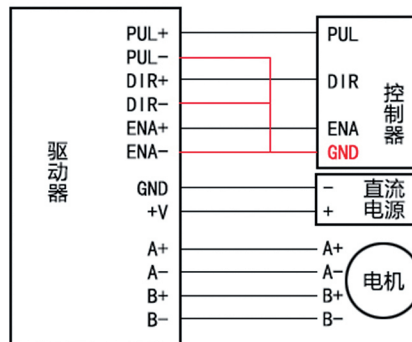 PUL+
PUL-
DIR+
DIR-
ENA+
ENA-
GND
+V
A+
A-
B+
B-
驱动器
PUL
DIR
ENA
GND
控制器
- 直流
+ 电源
A+
A-
B+
B-
电机